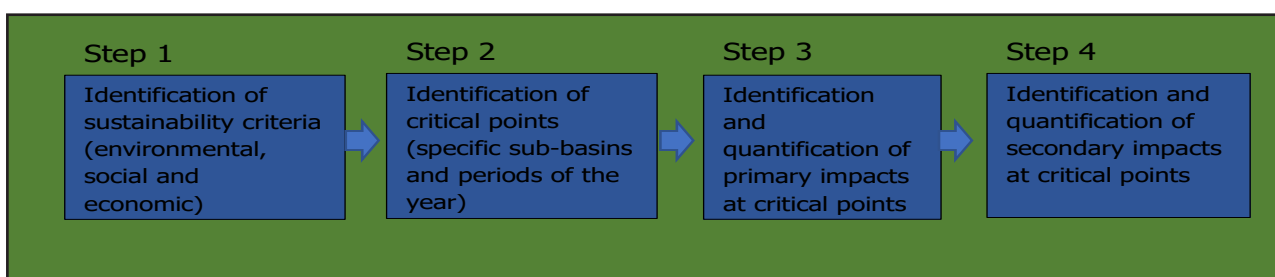 Step 1
Identification of
sustainability criteria
(environmental,
social and
economic)
Step 2
Identification of
critical points
(specific sub-basins
and periods of the
year)
Step 3
Identification
and
quantification of
primary impacts
at critical points
Step 4
Identification and
quantification of
secondary impacts
at critical points